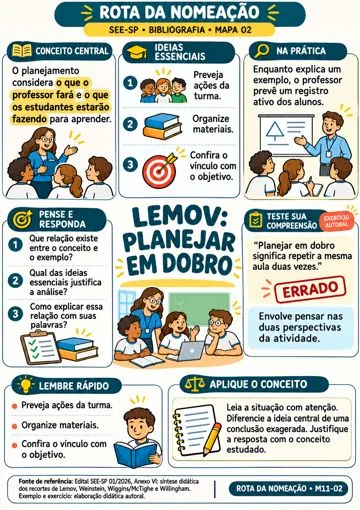 ROTA DA NOMEAÇÃO
SEE-SP • BIBLIOGRAFIA • MAPA 02
CONCEITO CENTRAL
O planejamento
considera o que o
professor fará e o que
os estudantes estarão
fazendo para aprender.
IDEIAS
ESSENCIAIS
1
Preveja
ações da
turma.
2
Organize
materiais.
3
Confira o
vínculo com
o objetivo.
NA PRÁTICA
Enquanto explica um
exemplo, o professor
prevê um registro
ativo dos alunos.
PENSE E
RESPONDA
1
Que relação existe
entre o conceito e
o exemplo?
2
Qual das ideias
essenciais justifica
a análise?
3
Como explicar essa
relação com suas
palavras?
LEMOV:
PLANEJAR
EM DOBRO
TESTE SUA
COMPREENSÃO
EXERCÍCIO
AUTORAL
“Planejar em dobro
significa repetir a mesma
aula duas vezes.”
ERRADO
Envolve pensar nas
duas perspectivas
da atividade.
LEMBRE RÁPIDO
• Preveja ações da turma.
• Organize materiais.
• Confira o vínculo com
o objetivo.
APLIQUE O CONCEITO
Leia a situação com atenção.
Diferencie a ideia central de uma
conclusão exagerada. Justifique
a resposta com o conceito
estudado.
Fonte de referência: Edital SEE-SP 01/2026, Anexo VI; síntese didática
dos recortes de Lemov, Weinstein, Wiggins/McTighe e Willingham.
Exemplo e exercício: elaboração didática autoral.
ROTA DA NOMEAÇÃO • M11-02